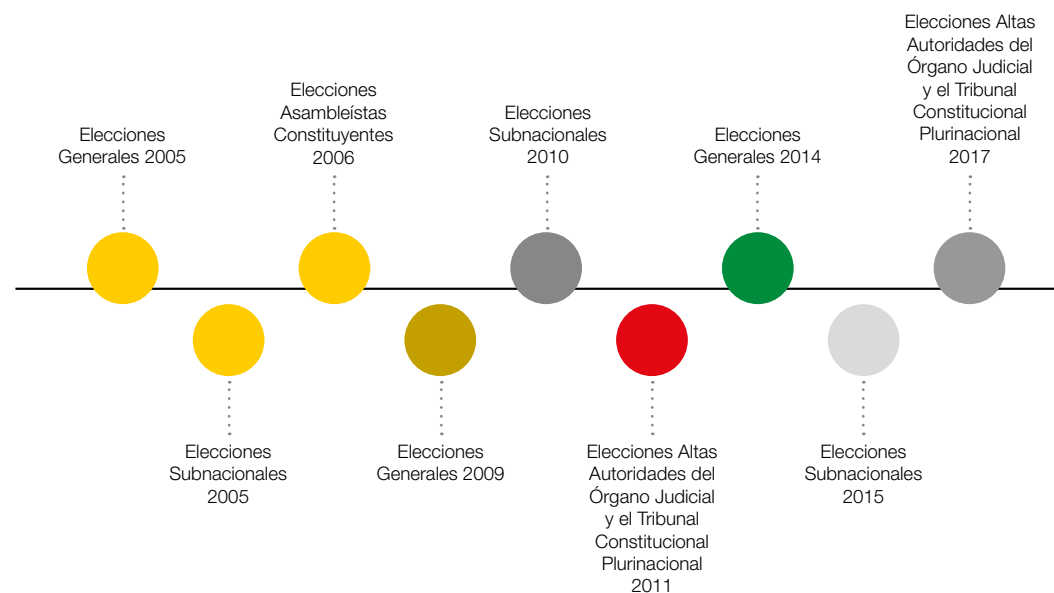 Elecciones
Generales 2005
Elecciones
Subnacionales
2005
Elecciones
Asambleístas
Constituyentes
2006
Elecciones
Generales 2009
Elecciones
Subnacionales
2010
Elecciones Altas
Autoridades del
Órgano Judicial
y el Tribunal
Constitucional
Plurinacional
2011
Elecciones
Generales 2014
Elecciones
Subnacionales
2015
Elecciones Altas
Autoridades del
Órgano Judicial
y el Tribunal
Constitucional
Plurinacional
2017